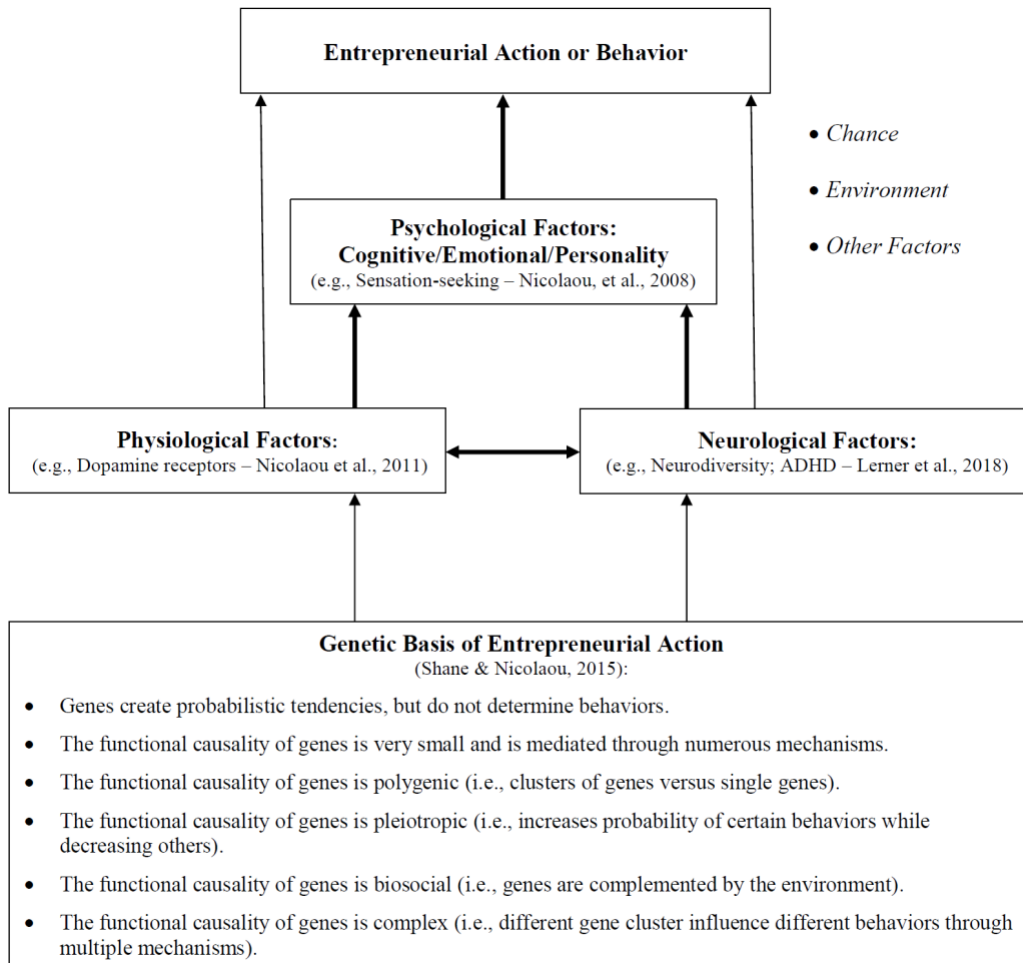 Entrepreneurial Action or Behavior
• Chance
• Environment
• Other Factors
Psychological Factors:
Cognitive/Emotional/Personality
(e.g., Sensation-seeking – Nicolaou, et al., 2008)
Physiological Factors:
(e.g., Dopamine receptors – Nicolaou et al., 2011)
Neurological Factors:
(e.g., Neurodiversity; ADHD – Lerner et al., 2018)
Genetic Basis of Entrepreneurial Action
(Shane & Nicolaou, 2015):
• Genes create probabilistic tendencies, but do not determine behaviors.
• The functional causality of genes is very small and is mediated through numerous mechanisms.
• The functional causality of genes is polygenic (i.e., clusters of genes versus single genes).
• The functional causality of genes is pleiotropic (i.e., increases probability of certain behaviors while
decreasing others).
• The functional causality of genes is biosocial (i.e., genes are complemented by the environment).
• The functional causality of genes is complex (i.e., different gene cluster influence different behaviors through
multiple mechanisms).